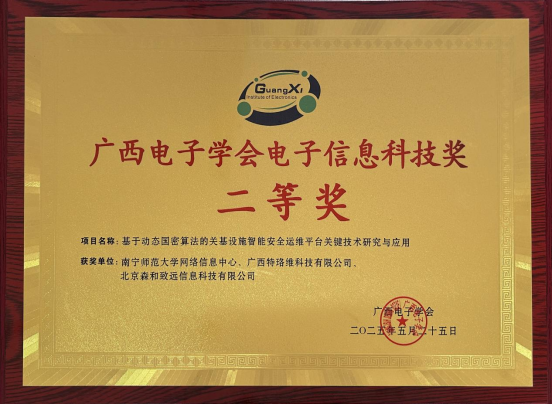 GuangXi
Institute of Electronics
广西电子学会电子信息科技奖
二等奖
项目名称：基于动态国密算法的关基设施智能安全运维平台关键技术研究与应用
获奖单位：南宁师范大学网络信息中心、广西特珞维科技有限公司、
北京森和致远信息科技有限公司
广西电子学会
二〇二五年五月二十五日